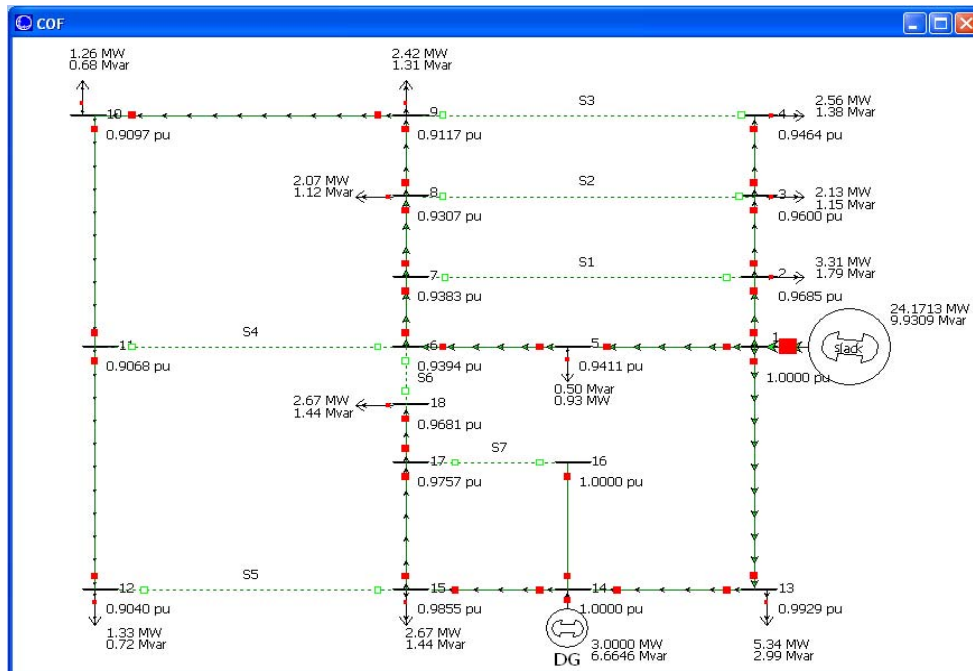 COF
1.26 MW
0.68 Mvar
2.42 MW
1.31 Mvar
10
9
S3
4
2.56 MW
1.38 Mvar
0.9097 pu
0.9117 pu
0.9464 pu
2.07 MW
1.12 Mvar
8
S2
3
2.13 MW
1.15 Mvar
0.9307 pu
0.9600 pu
7
S1
2
3.31 MW
1.79 Mvar
0.9383 pu
0.9685 pu
24.1713 MW
9.9309 Mvar
11
S4
6
5
1
slack
0.9068 pu
0.9394 pu
0.9411 pu
1.0000 pu
S6
0.50 Mvar
0.93 MW
2.67 MW
1.44 Mvar
18
0.9681 pu
17
S7
16
0.9757 pu
1.0000 pu
12
S5
15
14
13
0.9040 pu
0.9855 pu
1.0000 pu
0.9929 pu
1.33 MW
0.72 Mvar
2.67 MW
1.44 Mvar
DG
3.0000 MW
6.6646 Mvar
5.34 MW
2.99 Mvar